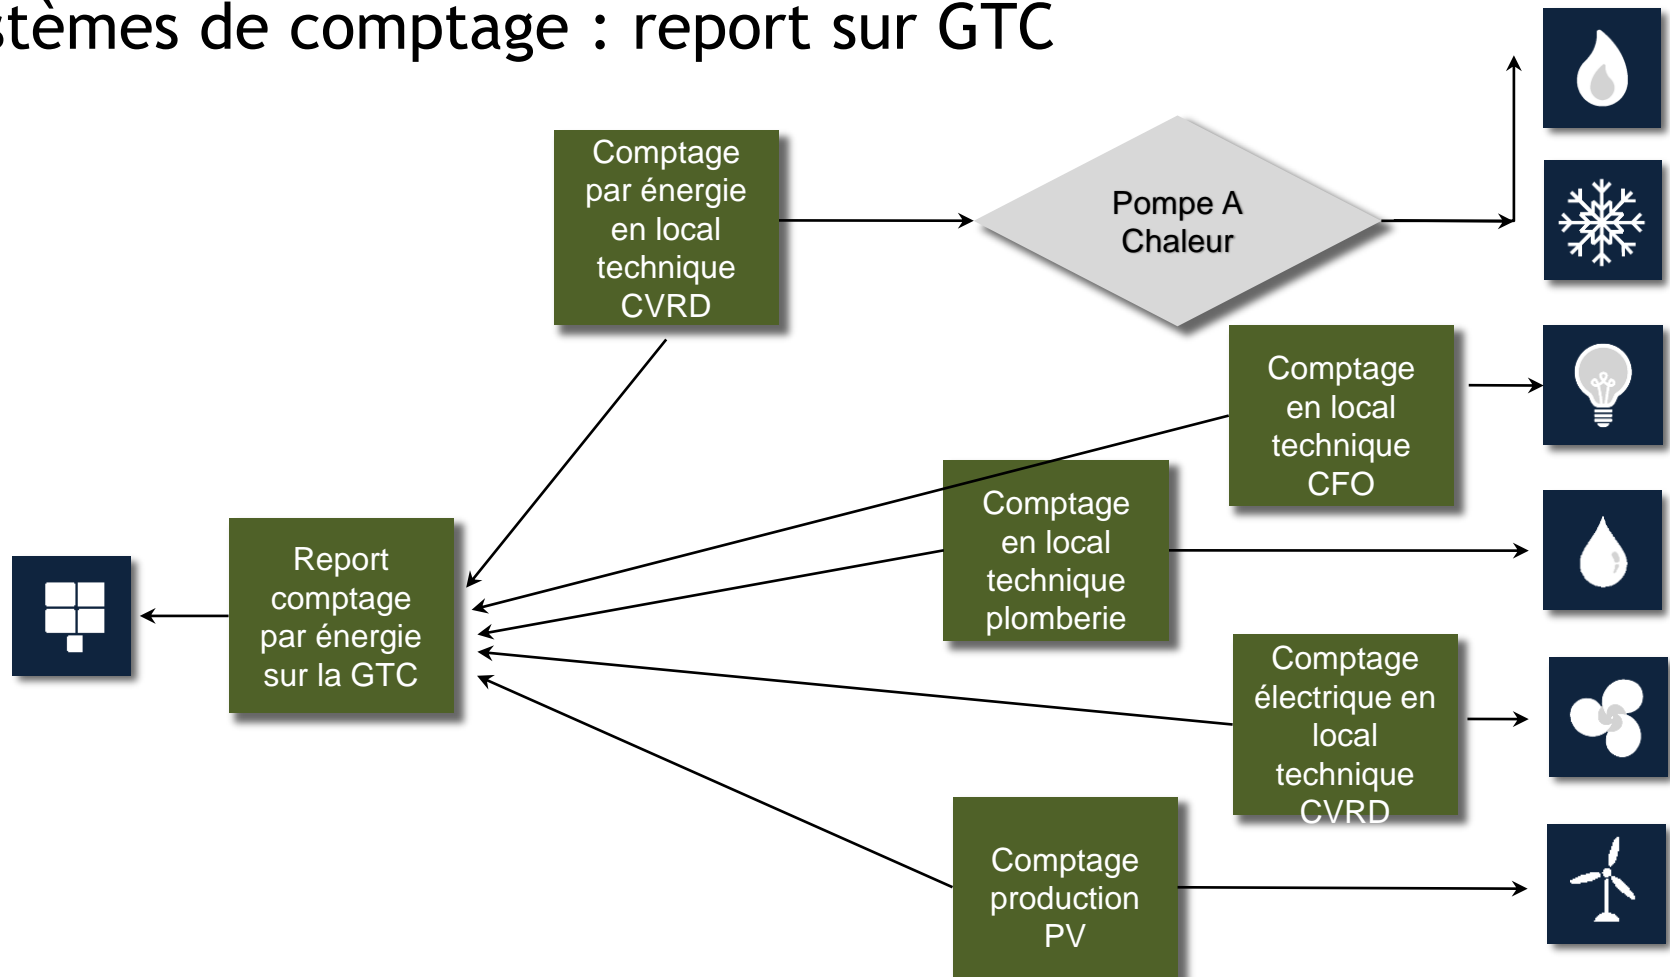 stèmes de comptage : report sur GTC
Comptage
par énergie
en local
technique
CVRD
Pompe A
Chaleur
Comptage
en local
technique
CFO
Comptage
en local
technique
plomberie
Report
comptage
par énergie
sur la GTC
Comptage
électrique en
local
technique
CVRD
Comptage
production
PV